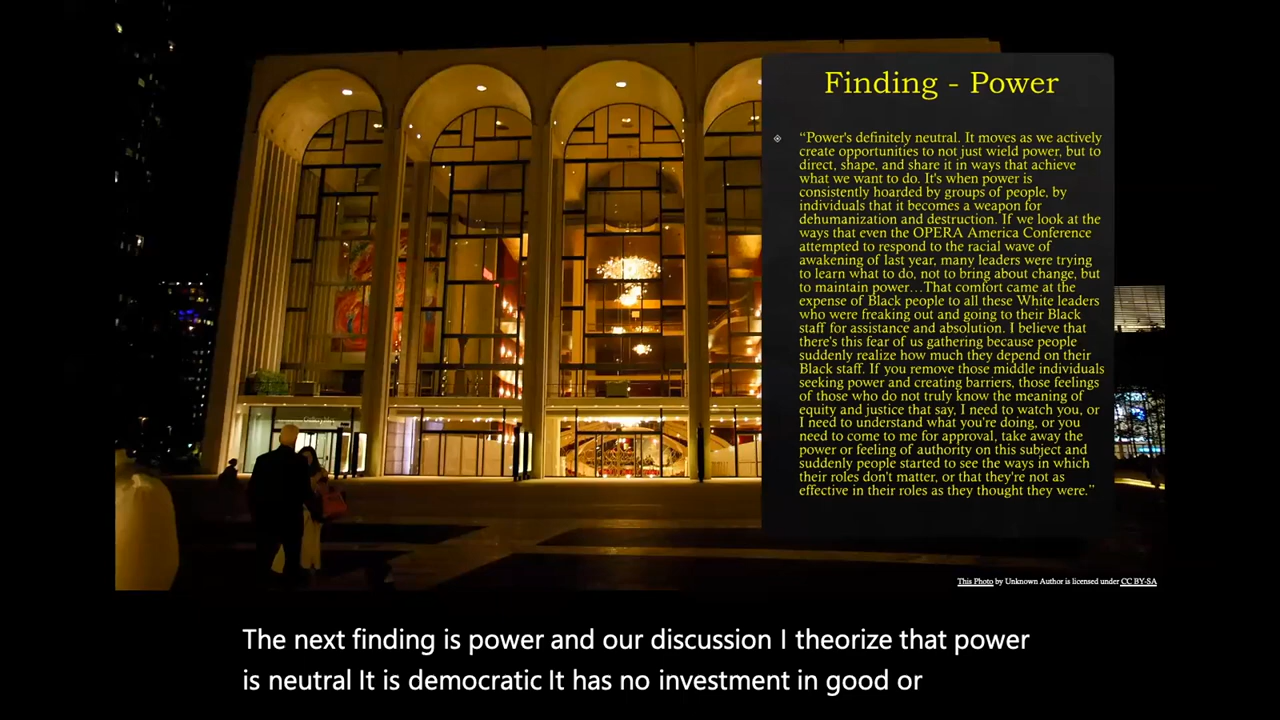 Finding - Power
“Power's definitely neutral. It moves as we actively
create opportunities to not just wield power, but to
direct, shape, and share it in ways that achieve
what we want to do. It's when power is
consistently hoarded by groups of people, by
individuals that it becomes a weapon for
dehumanization and destruction. If we look at the
ways that even the OPERA America Conference
attempted to respond to the racial wave of
awakening of last year, many leaders were trying
to learn what to do, not to bring about change, but
to maintain power…That comfort came at the
expense of Black people to all these White leaders
who were freaking out and going to their Black
staff for assistance and absolution. I believe that
there's this fear of us gathering because people
suddenly realize how much they depend on their
Black staff. If you remove those middle individuals
seeking power and creating barriers, those feelings
of those who do not truly know the meaning of
equity and justice that say, I need to watch you, or
I need to understand what you're doing, or you
need to come to me for approval, take away the
power or feeling of authority on this subject and
suddenly people started to see the ways in which
their roles don't matter, or that they're not as
effective in their roles as they thought they were.”
This Photo by Unknown Author is licensed under CC BY-SA
The next finding is power and our discussion I theorize that power
is neutral It is democratic It has no investment in good or